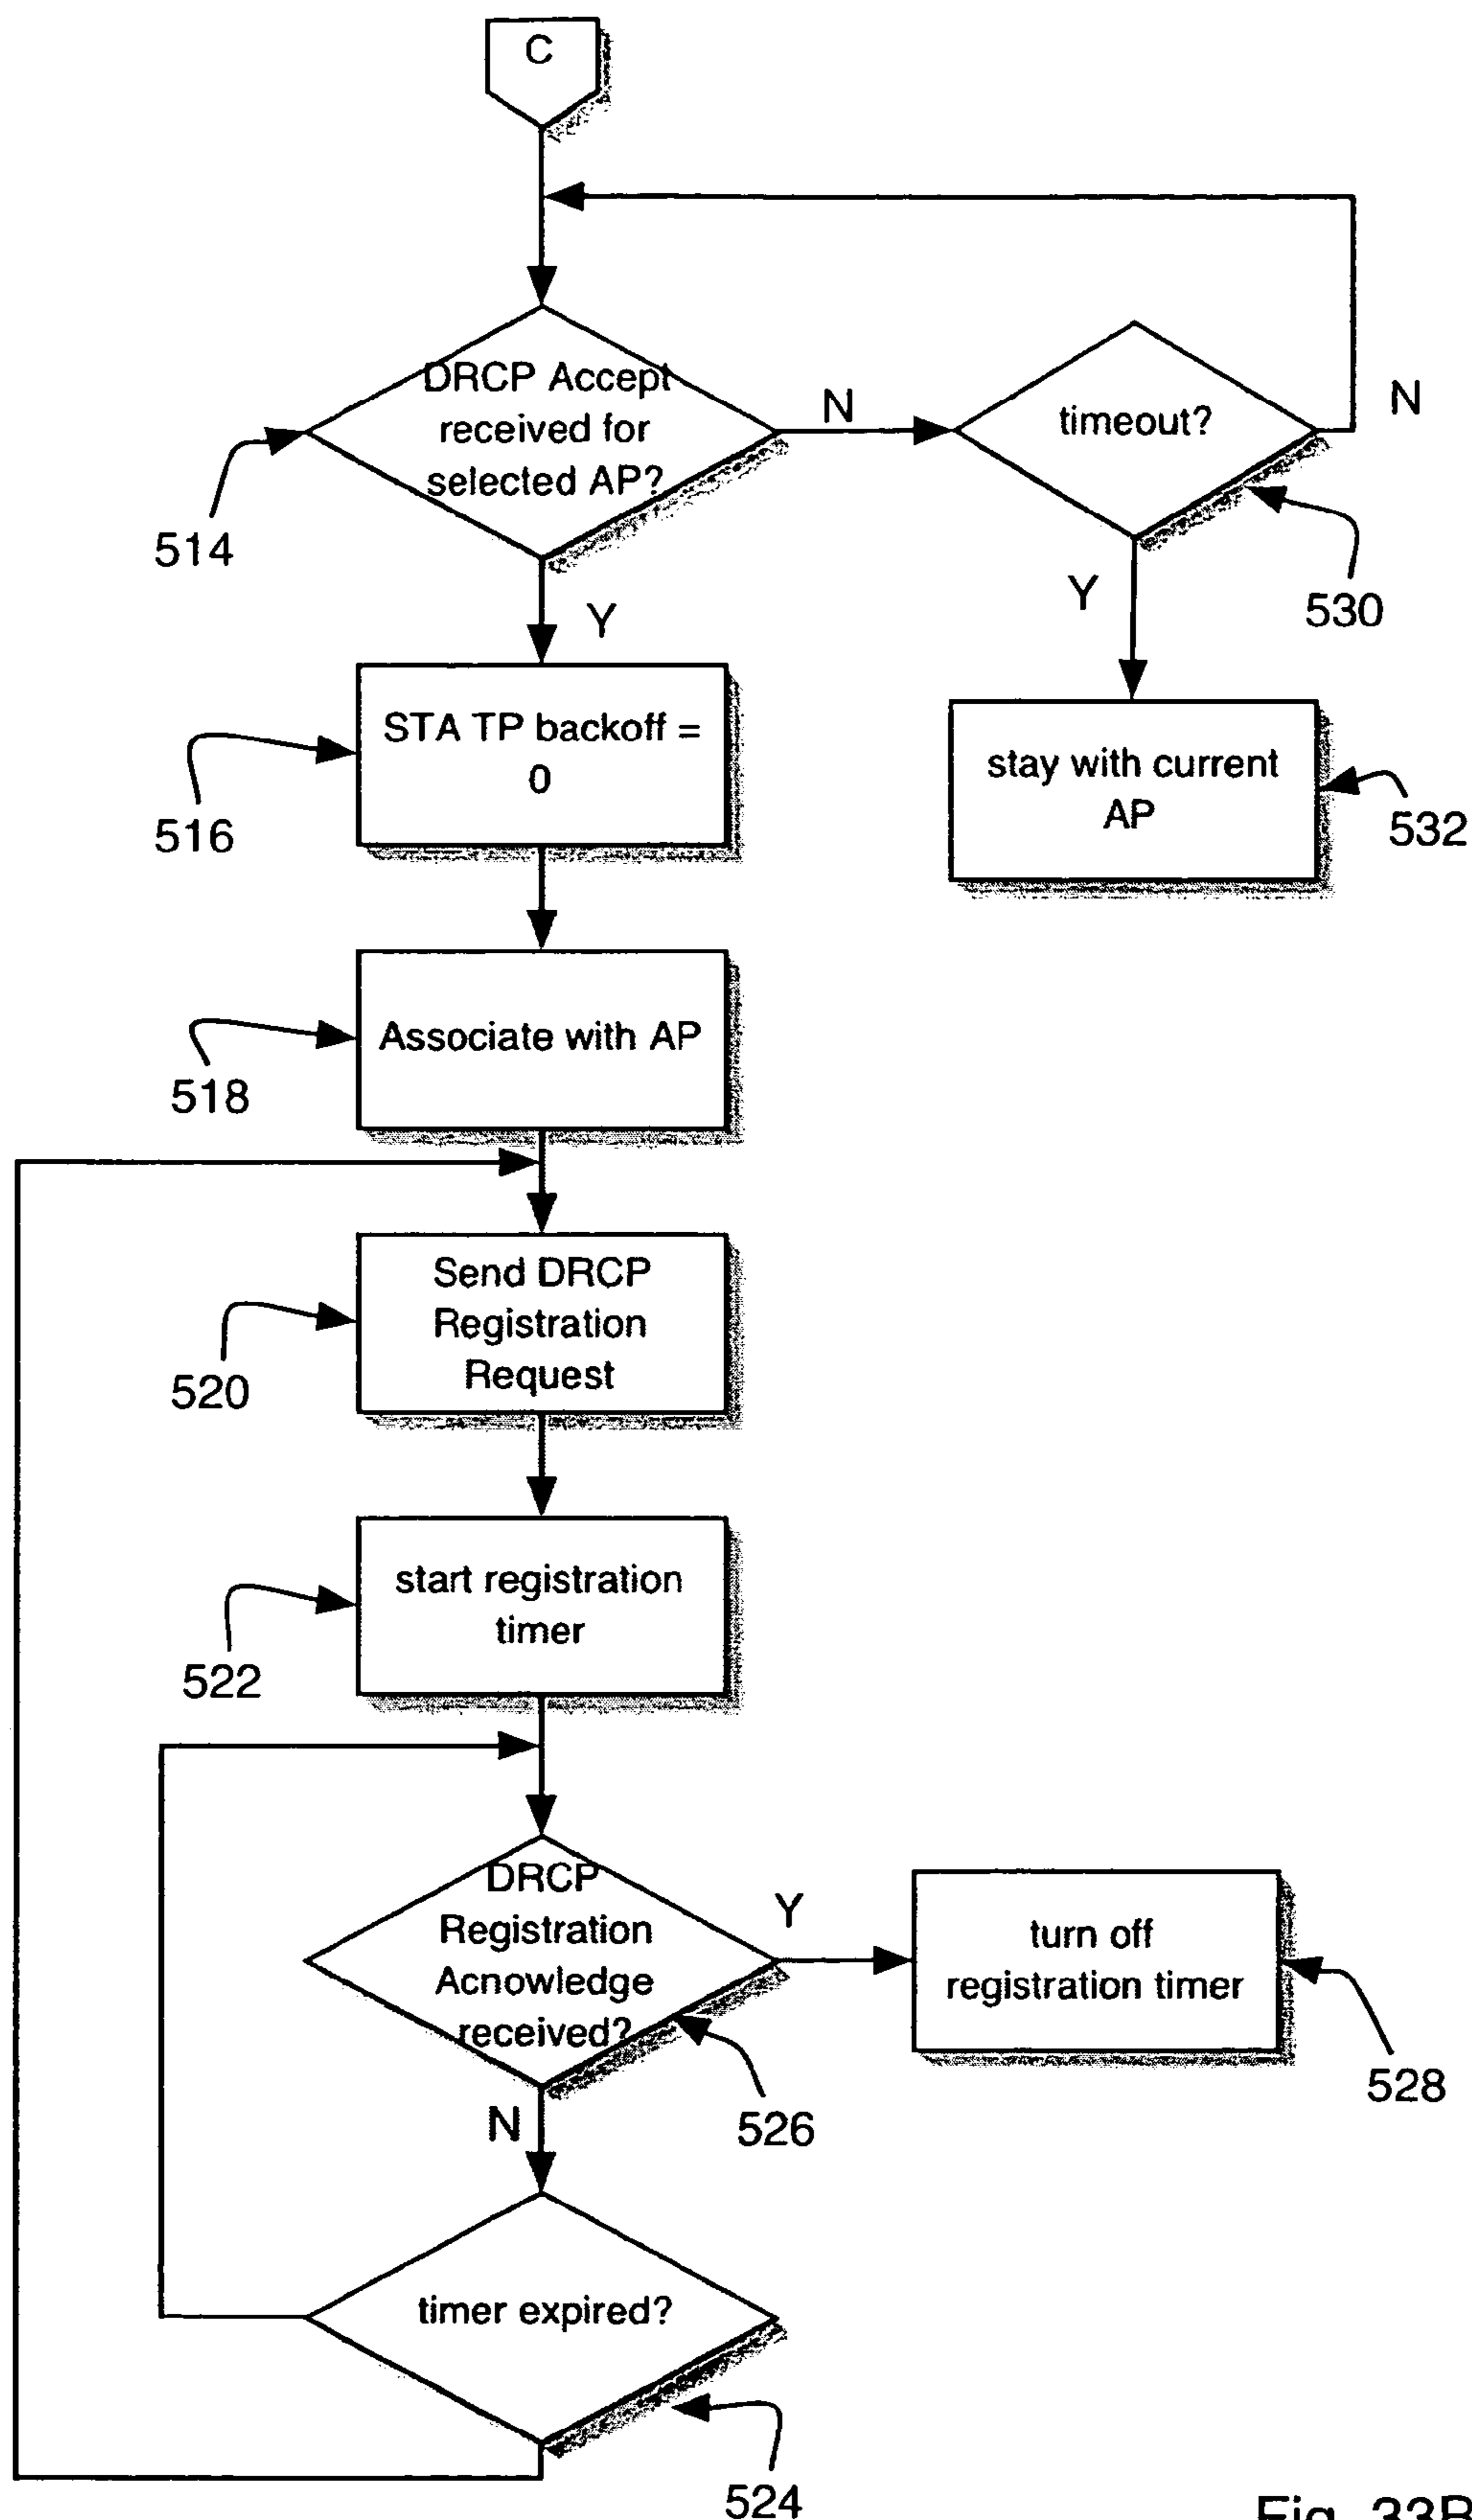 C
DRCP Accept
received for
selected AP?
N
timeout?
N
514
530
Y
Y
STA TP backoff =
0
516
stay with current
AP
532
Associate with AP
518
Send DRCP
Registration
Request
520
start registration
timer
522
DRCP
Registration
Acnowledge
received?
Y
turn off
registration timer
528
N
526
timer expired?
524
Fig. 33B